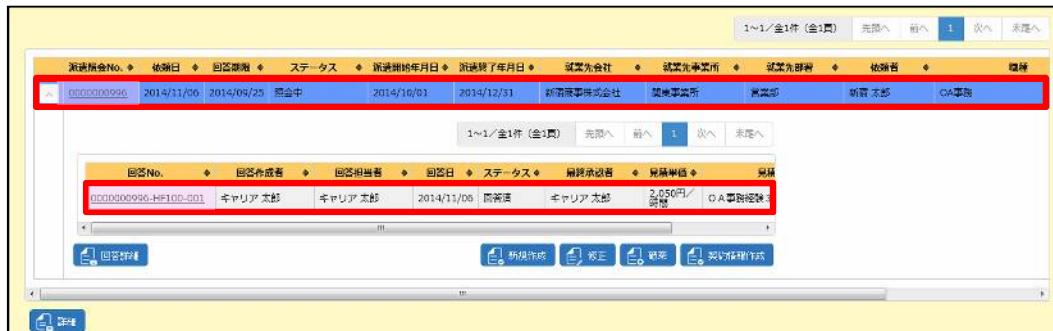 1～1／全1件（全1頁） 先頭へ 前へ 1 次へ 末尾へ
派遣照会No. 依頼日 回答期限 ステータス 派遣開始年月日 派遣終了年月日 就業先会社 就業先事業所 就業先部署 依頼者 職種
0000000996 2014/11/06 2014/09/25 照会中 2014/10/01 2014/12/31 新宿商事株式会社 関東事業所 営業部 新宿 太郎 OA事務
1～1／全1件（全1頁） 先頭へ 前へ 1 次へ 末尾へ
回答No. 回答作成者 回答担当者 回答日 ステータス 最終承認者 見積単価 見積
0000000996-HF100-001 キャリア 太郎 キャリア 太郎 2014/11/06 回答済 キャリア 太郎 2,050円／時間 ＯＡ事務経験3
回答詳細 新規作成 修正 破棄 契約情報作成
詳細